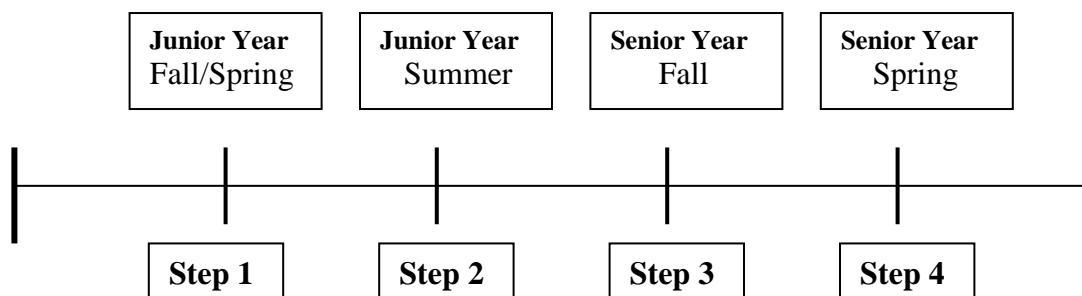 Junior Year
Fall/Spring
Junior Year
Summer
Senior Year
Fall
Senior Year
Spring
Step 1
Step 2
Step 3
Step 4